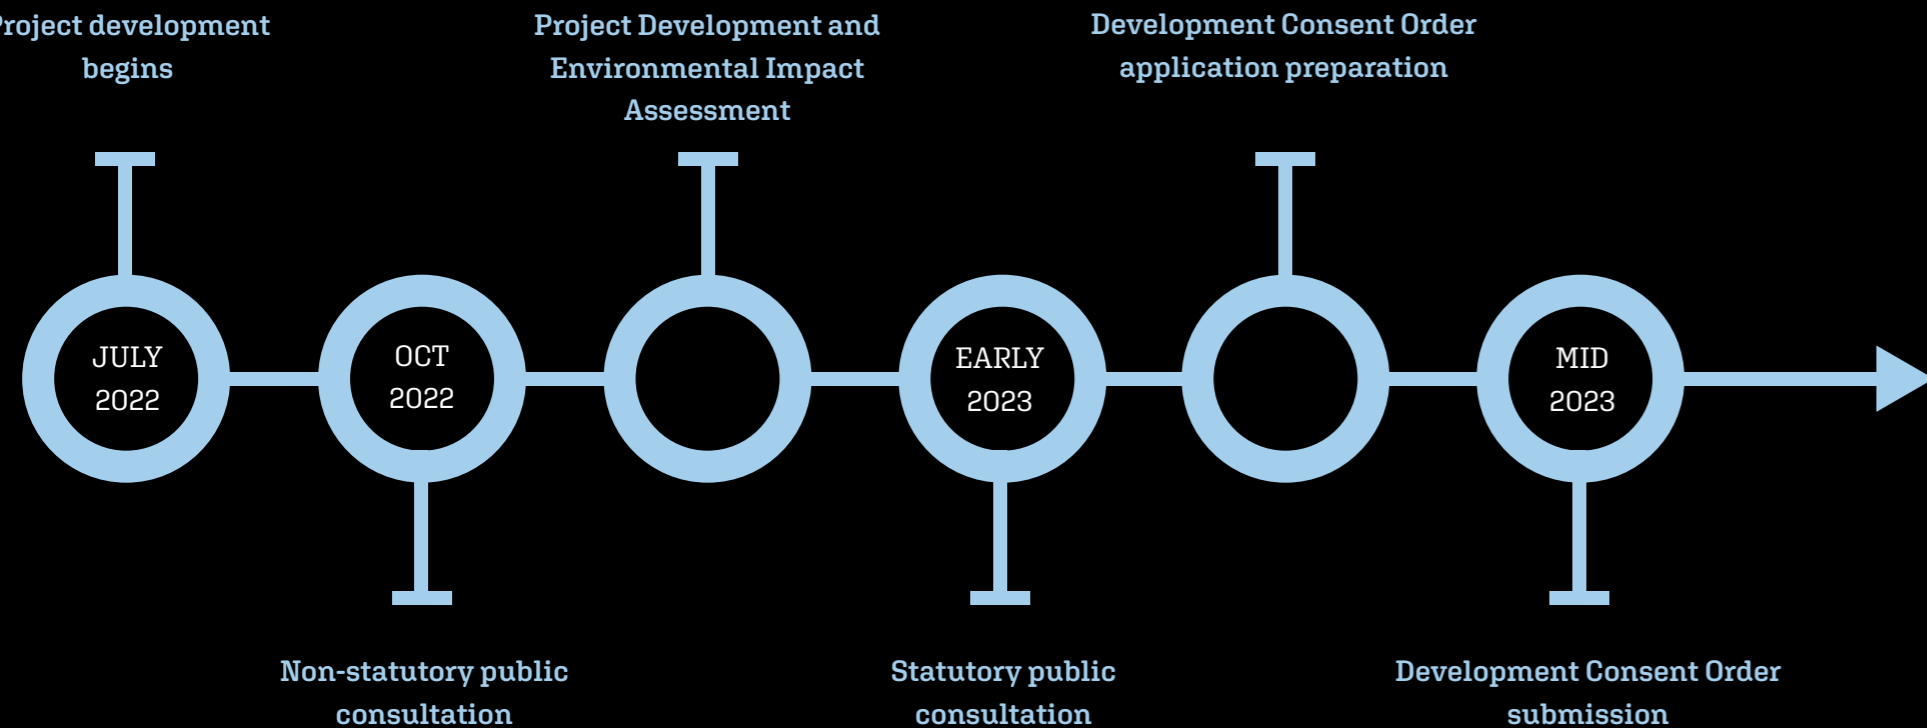 Project development
begins
Project Development and
Environmental Impact
Assessment
Development Consent Order
application preparation
JULY
2022
OCT
2022
EARLY
2023
MID
2023
Non-statutory public
consultation
Statutory public
consultation
Development Consent Order
submission